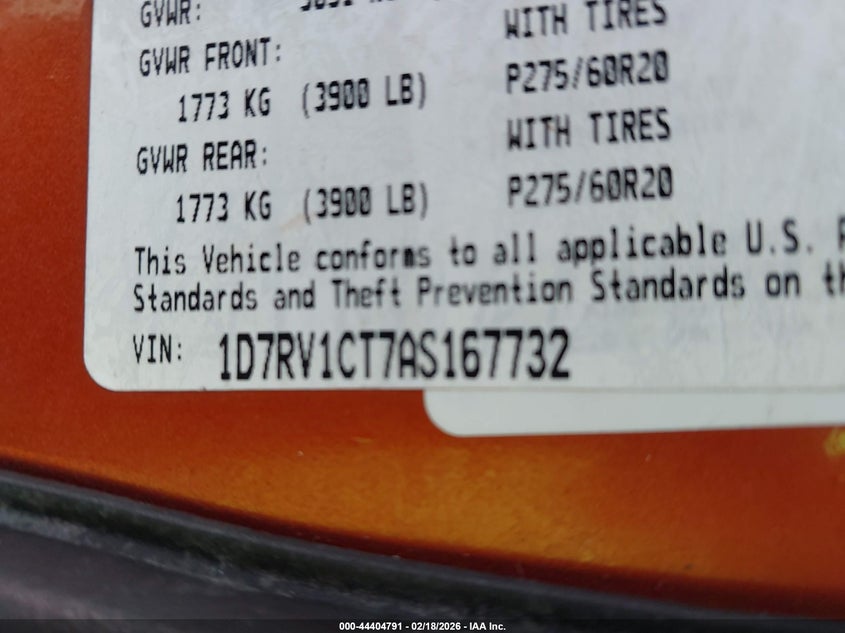 GVWR:
WITH TIRES
GVWR FRONT:
1773 KG (3900 LB)
P275/60R20
WITH TIRES
GVWR REAR:
1773 KG (3900 LB)
P275/60R20
This Vehicle conforms to all applicable U.S.
Standards and Theft Prevention Standards on
VIN: 1D7RV1CT7AS167732
000-44404791 - 02/18/2026 - IAA Inc.